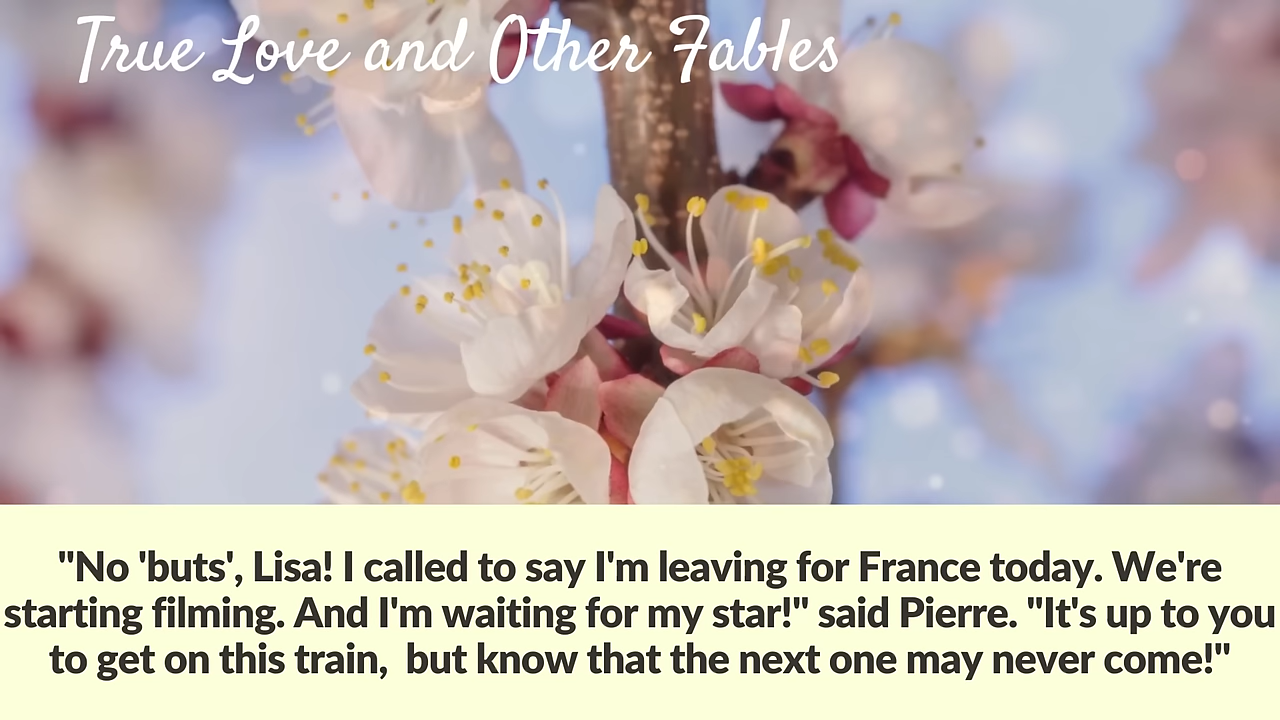 True Love and Other Fables
"No 'buts', Lisa! I called to say I'm leaving for France today. We're
starting filming. And I'm waiting for my star!" said Pierre. "It's up to you
to get on this train,  but know that the next one may never come!"